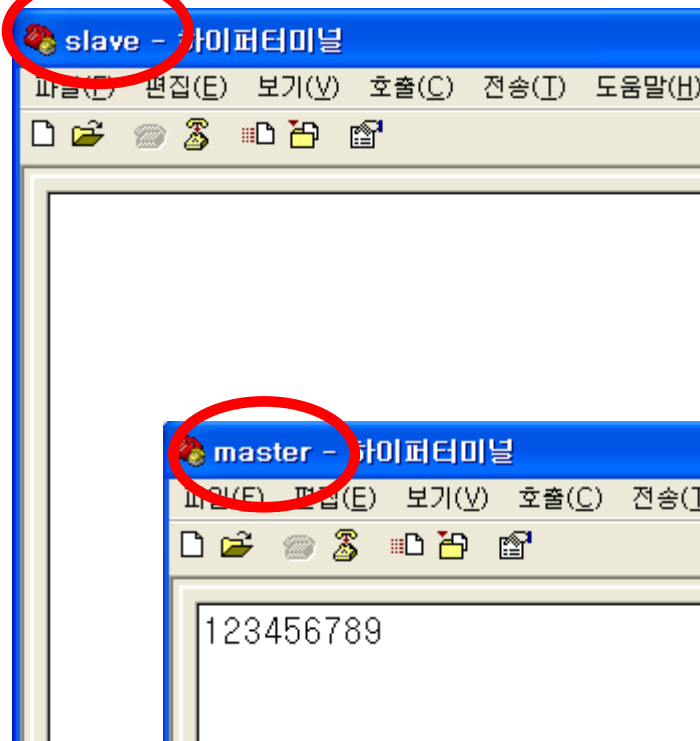 slave - 하이퍼터미널
파일(F) 편집(E) 보기(V) 호출(C) 전송(T) 도움말(H)
master - 하이퍼터미널
파일(F) 편집(E) 보기(V) 호출(C) 전송(T
123456789